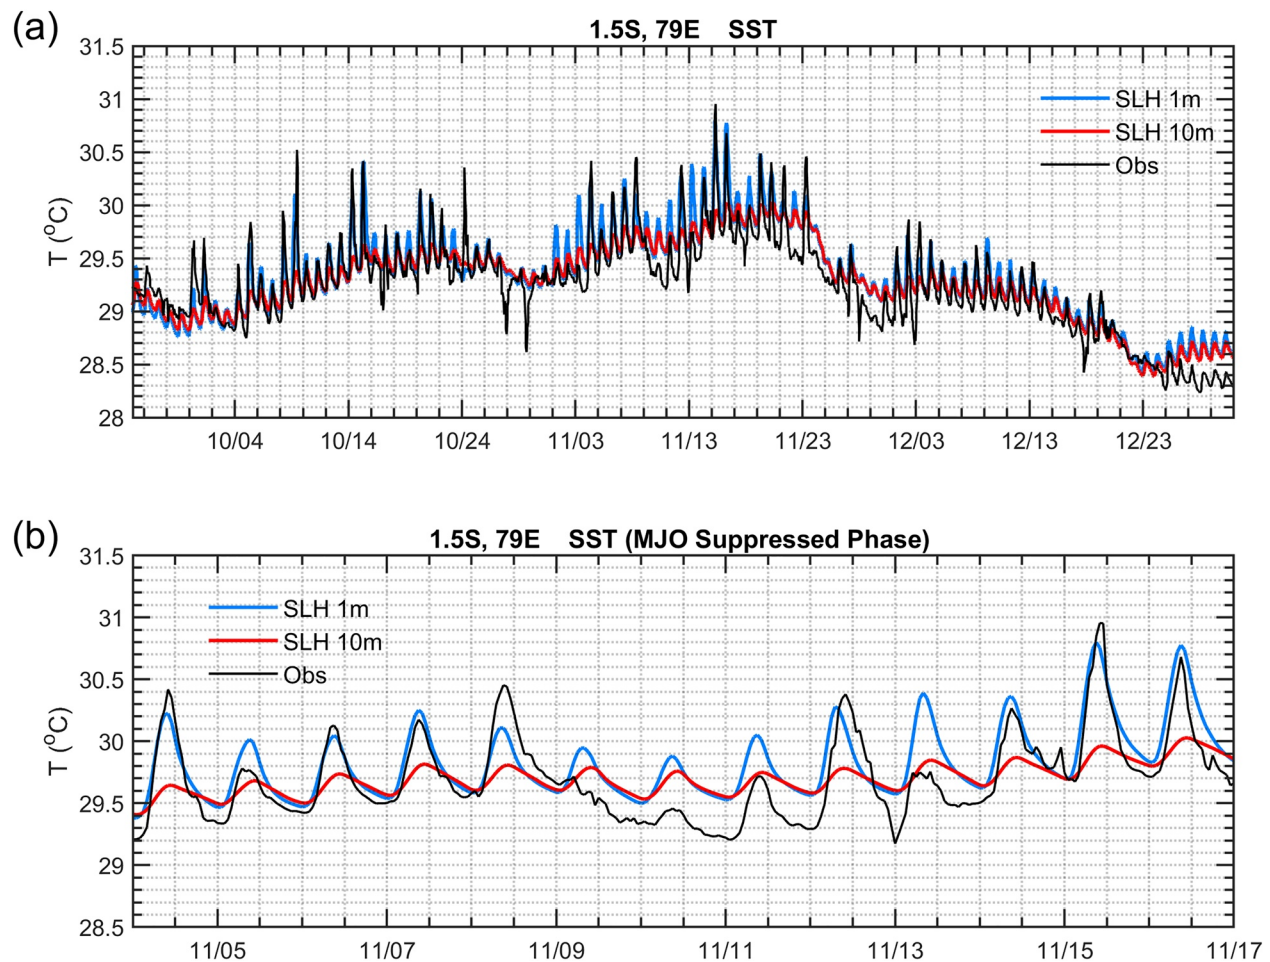 (a)
1.5S, 79E SST
31.5
31
30.5
30
29.5
29
28.5
28
T (°C)
SLH 1m
SLH 10m
Obs
10/04 10/14 10/24 11/03 11/13 11/23 12/03 12/13 12/23
(b)
1.5S, 79E SST (MJO Suppressed Phase)
31.5
31
30.5
30
29.5
29
28.5
T (°C)
SLH 1m
SLH 10m
Obs
11/05 11/07 11/09 11/11 11/13 11/15 11/17